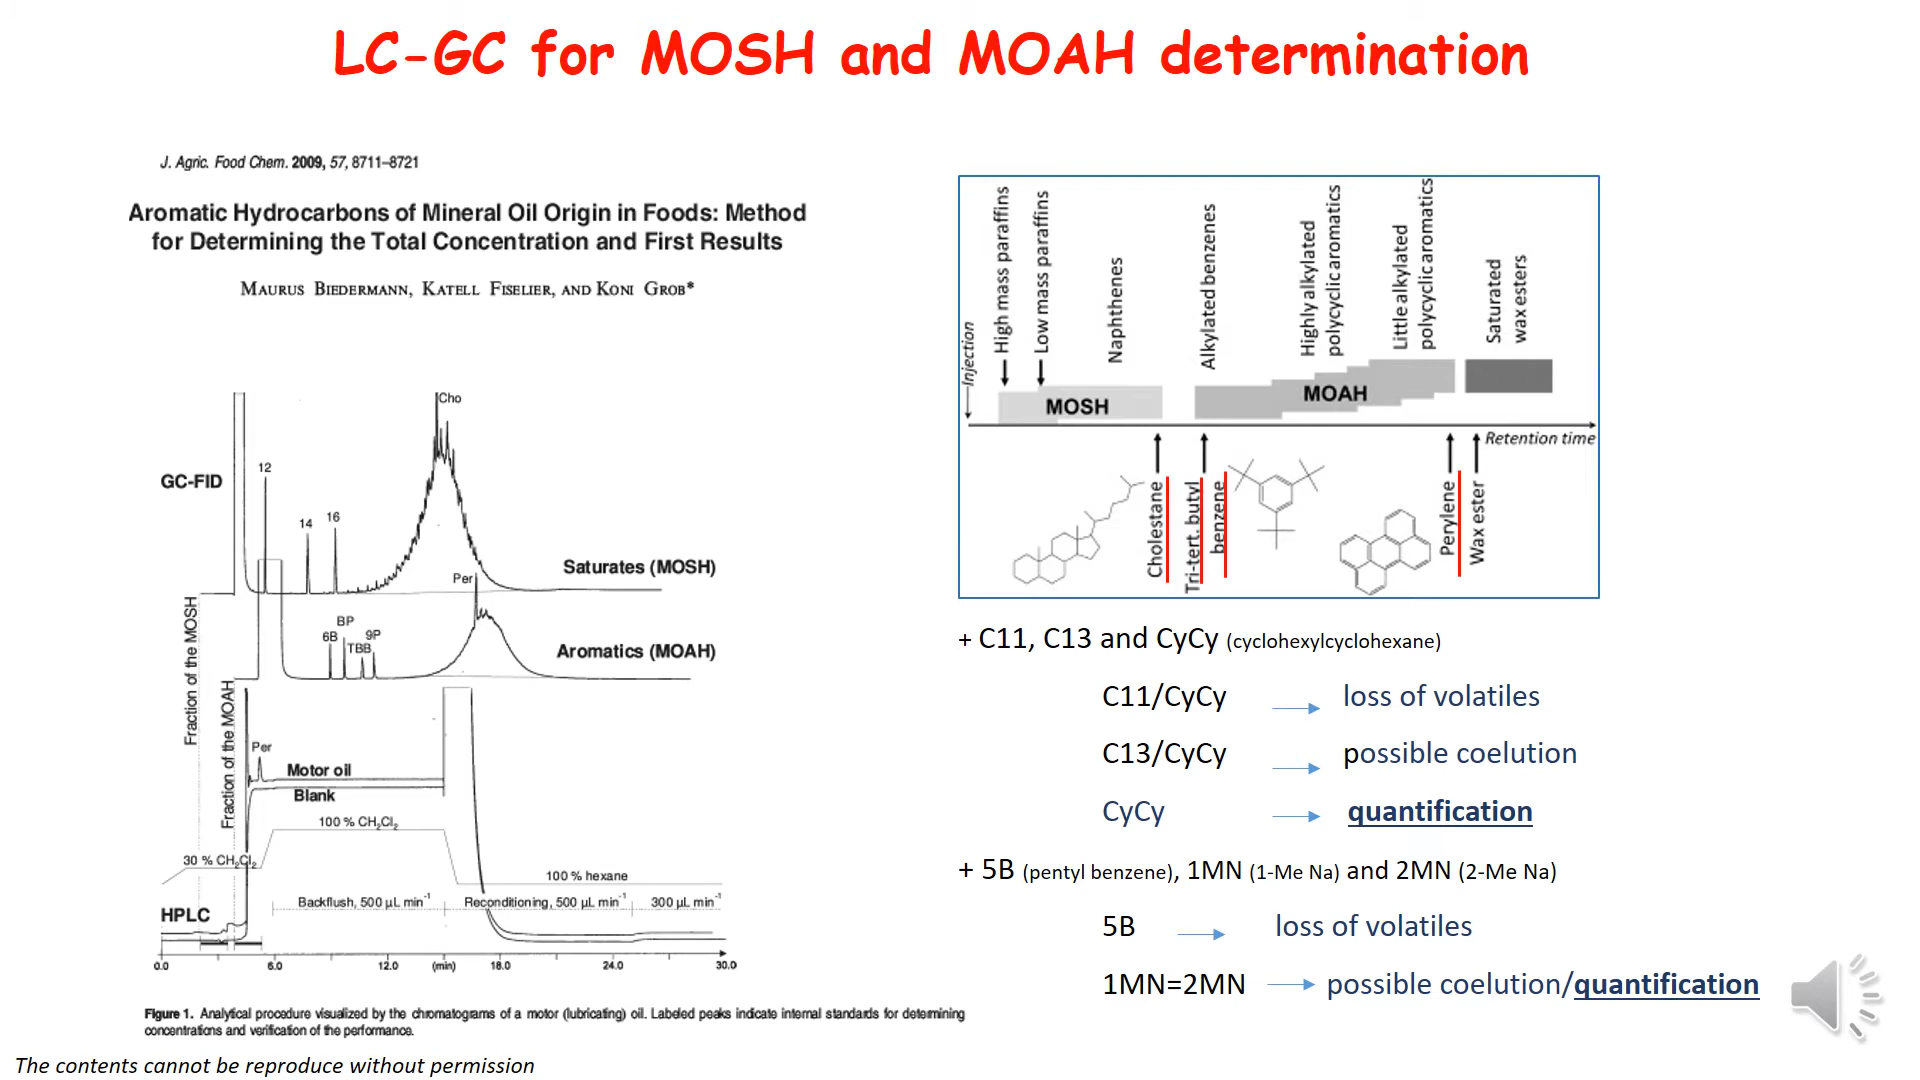 LC-GC for MOSH and MOAH determination
J. Agric. Food Chem. 2009, 57, 8711–8721
Aromatic Hydrocarbons of Mineral Oil Origin in Foods: Method
for Determining the Total Concentration and First Results
MAURUS BIEDERMANN, KATELL FISELIER, AND KONI GROB*
GC-FID
12
14
16
Cho
Saturates (MOSH)
Per
6B
BP
TBB
9P
Aromatics (MOAH)
Fraction of the MOSH
Fraction of the MOAH
Per
Motor oil
Blank
100 % CH2Cl2
30 % CH2Cl2
100 % hexane
Backflush, 500 µL min-1
Reconditioning, 500 µL min-1
300 µL min-1
HPLC
0.0
6.0
12.0
(min)
18.0
24.0
30.0
Figure 1. Analytical procedure visualized by the chromatograms of a motor (lubricating) oil. Labeled peaks indicate internal standards for determining
concentrations and verification of the performance.
Injection
High mass paraffins
Low mass paraffins
Naphthenes
Alkylated benzenes
Highly alkylated
polycyclic aromatics
Little alkylated
polycyclic aromatics
Saturated
wax esters
MOSH
MOAH
Retention time
Cholestane
Tri-tert. butyl
benzene
Perylene
Wax ester
+ C11, C13 and CyCy (cyclohexylcyclohexane)
C11/CyCy loss of volatiles
C13/CyCy possible coelution
CyCy quantification
+ 5B (pentyl benzene), 1MN (1-Me Na) and 2MN (2-Me Na)
5B loss of volatiles
1MN=2MN possible coelution/quantification
The contents cannot be reproduce without permission